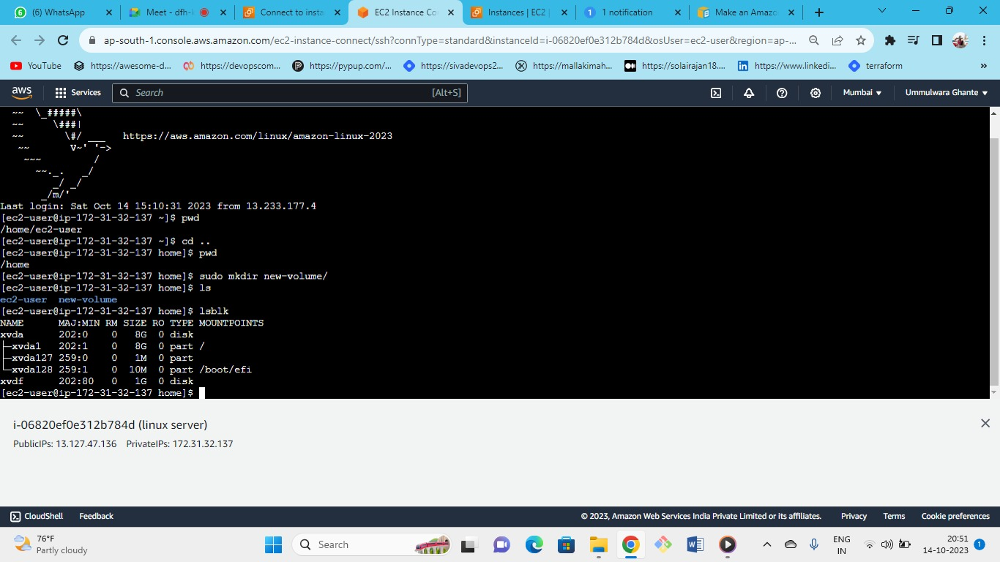 (6) WhatsApp
Meet - dfh-
Connect to insta
EC2 Instance Co
Instances | EC2 |
1 notification
Make an Amazo
ap-south-1.console.aws.amazon.com/ec2-instance-connect/ssh?connType=standard&instanceId=i-06820ef0e312b784d&osUser=ec2-user&region=ap-...
YouTube
https://awesome-d...
https://devopscom...
https://pypup.com/...
https://sivadevops2...
https://mallakimah...
https://solairajan18....
https://www.linkedi...
terraform
aws
Services
Search
[Alt+S]
Mumbai
Ummulwara Ghante
~~  \_#####\
~~     \###|
~~       \#/ ___   https://aws.amazon.com/linux/amazon-linux-2023
~~       V~' '->
~~~         /
~~._.   _/
_/ _/
_/m/'
Last login: Sat Oct 14 15:10:31 2023 from 13.233.177.4
[ec2-user@ip-172-31-32-137 ~]$ pwd
/home/ec2-user
[ec2-user@ip-172-31-32-137 ~]$ cd ..
[ec2-user@ip-172-31-32-137 home]$ pwd
/home
[ec2-user@ip-172-31-32-137 home]$ sudo mkdir new-volume/
[ec2-user@ip-172-31-32-137 home]$ ls
ec2-user  new-volume
[ec2-user@ip-172-31-32-137 home]$ lsblk
NAME      MAJ:MIN RM SIZE RO TYPE MOUNTPOINTS
xvda      202:0    0   8G  0 disk
├─xvda1   202:1    0   8G  0 part /
├─xvda127 259:0    0   1M  0 part
└─xvda128 259:1    0  10M  0 part /boot/efi
xvdf      202:80   0   1G  0 disk
[ec2-user@ip-172-31-32-137 home]$
i-06820ef0e312b784d (linux server)
PublicIPs: 13.127.47.136    PrivateIPs: 172.31.32.137
CloudShell
Feedback
© 2023, Amazon Web Services India Private Limited or its affiliates.
Privacy
Terms
Cookie preferences
76°F
Partly cloudy
Search
ENG
IN
20:51
14-10-2023
1